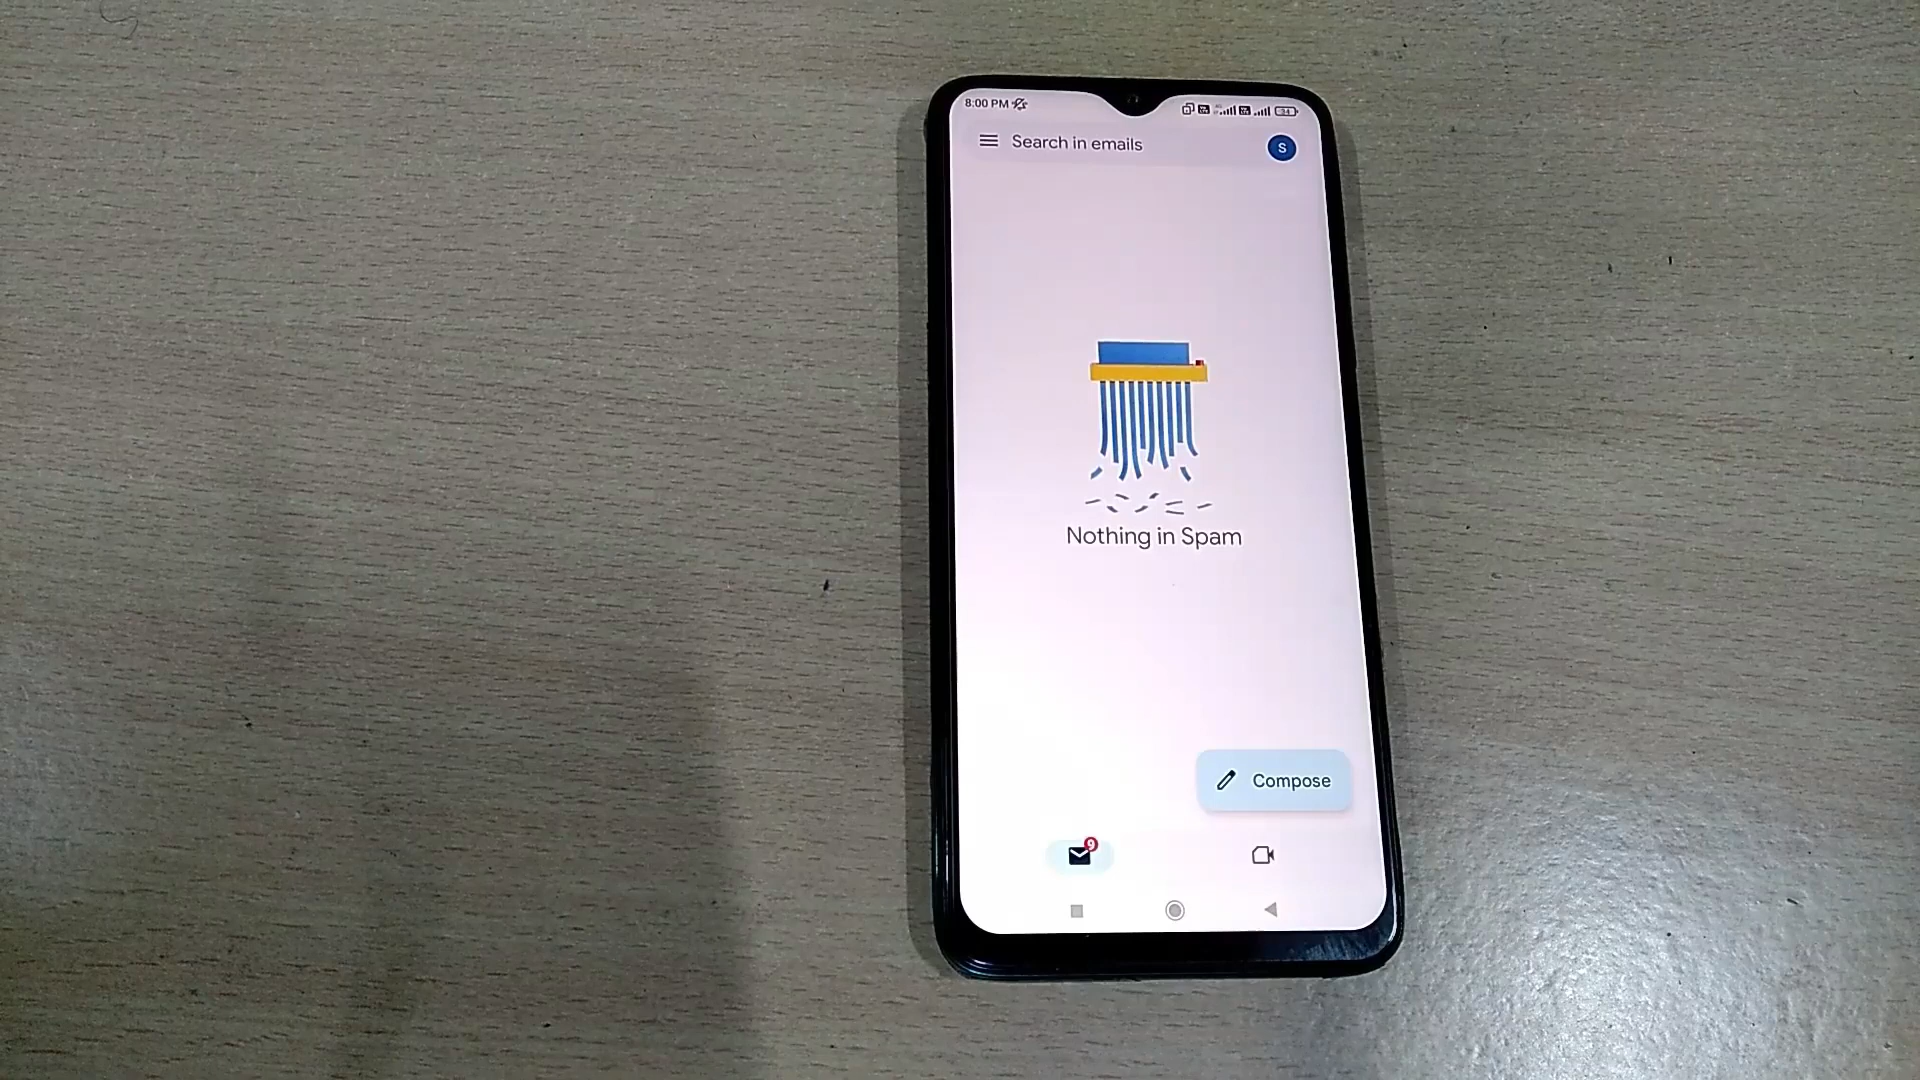 8:00 PM
Search in emails
S
Nothing in Spam
Compose
9